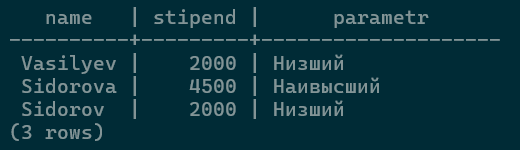 name | stipend | parametr
----------+---------+--------------------
Vasilyev | 2000 | Низший
Sidorova | 4500 | Наивысший
Sidorov | 2000 | Низший
(3 rows)